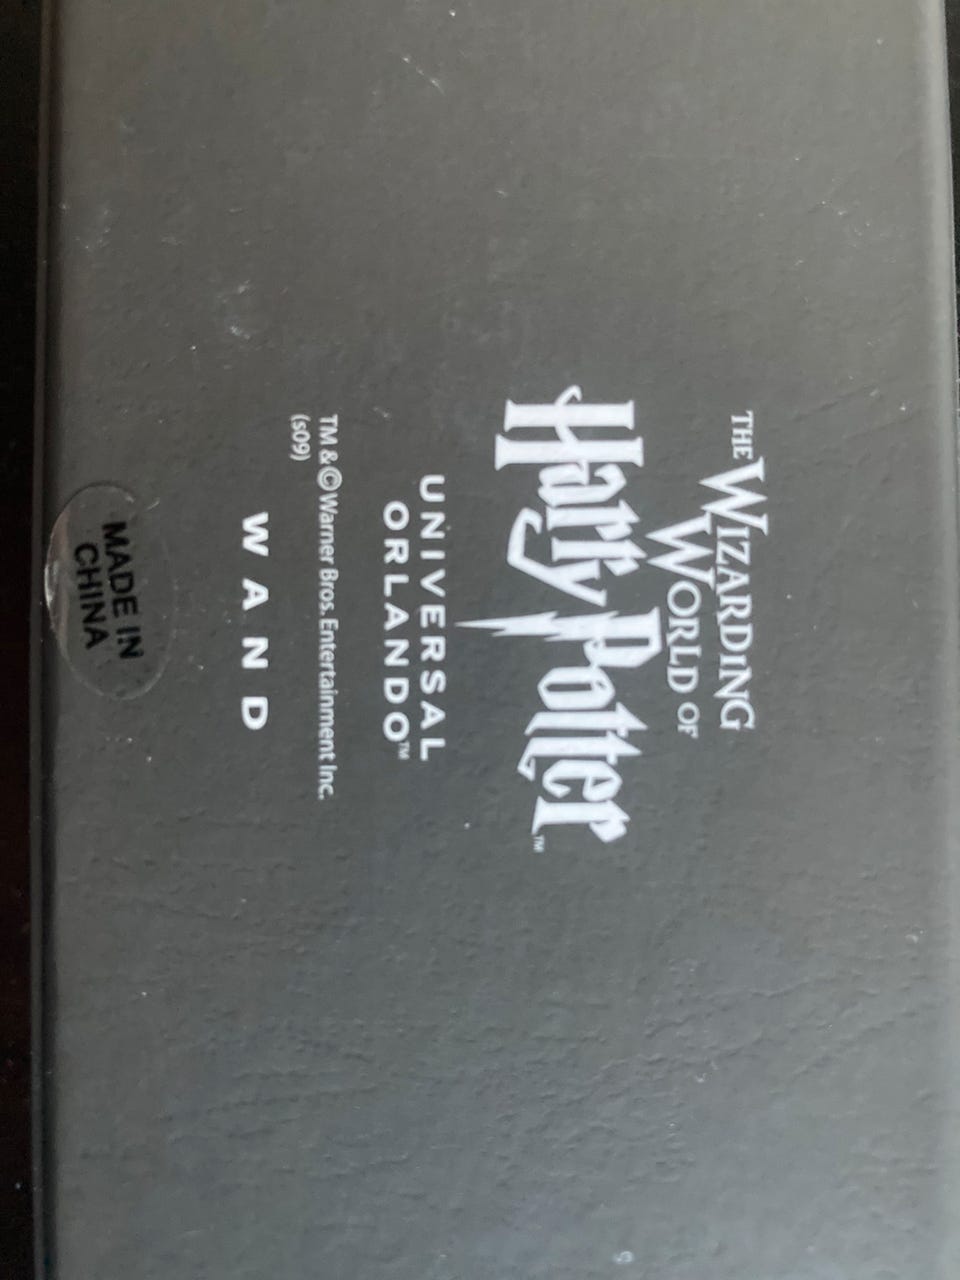 THE WIZARDING
WORLD OF
Harry Potter™
UNIVERSAL
ORLANDO™
TM & © Warner Bros. Entertainment Inc.
(s09)
WAND
MADE IN
CHINA